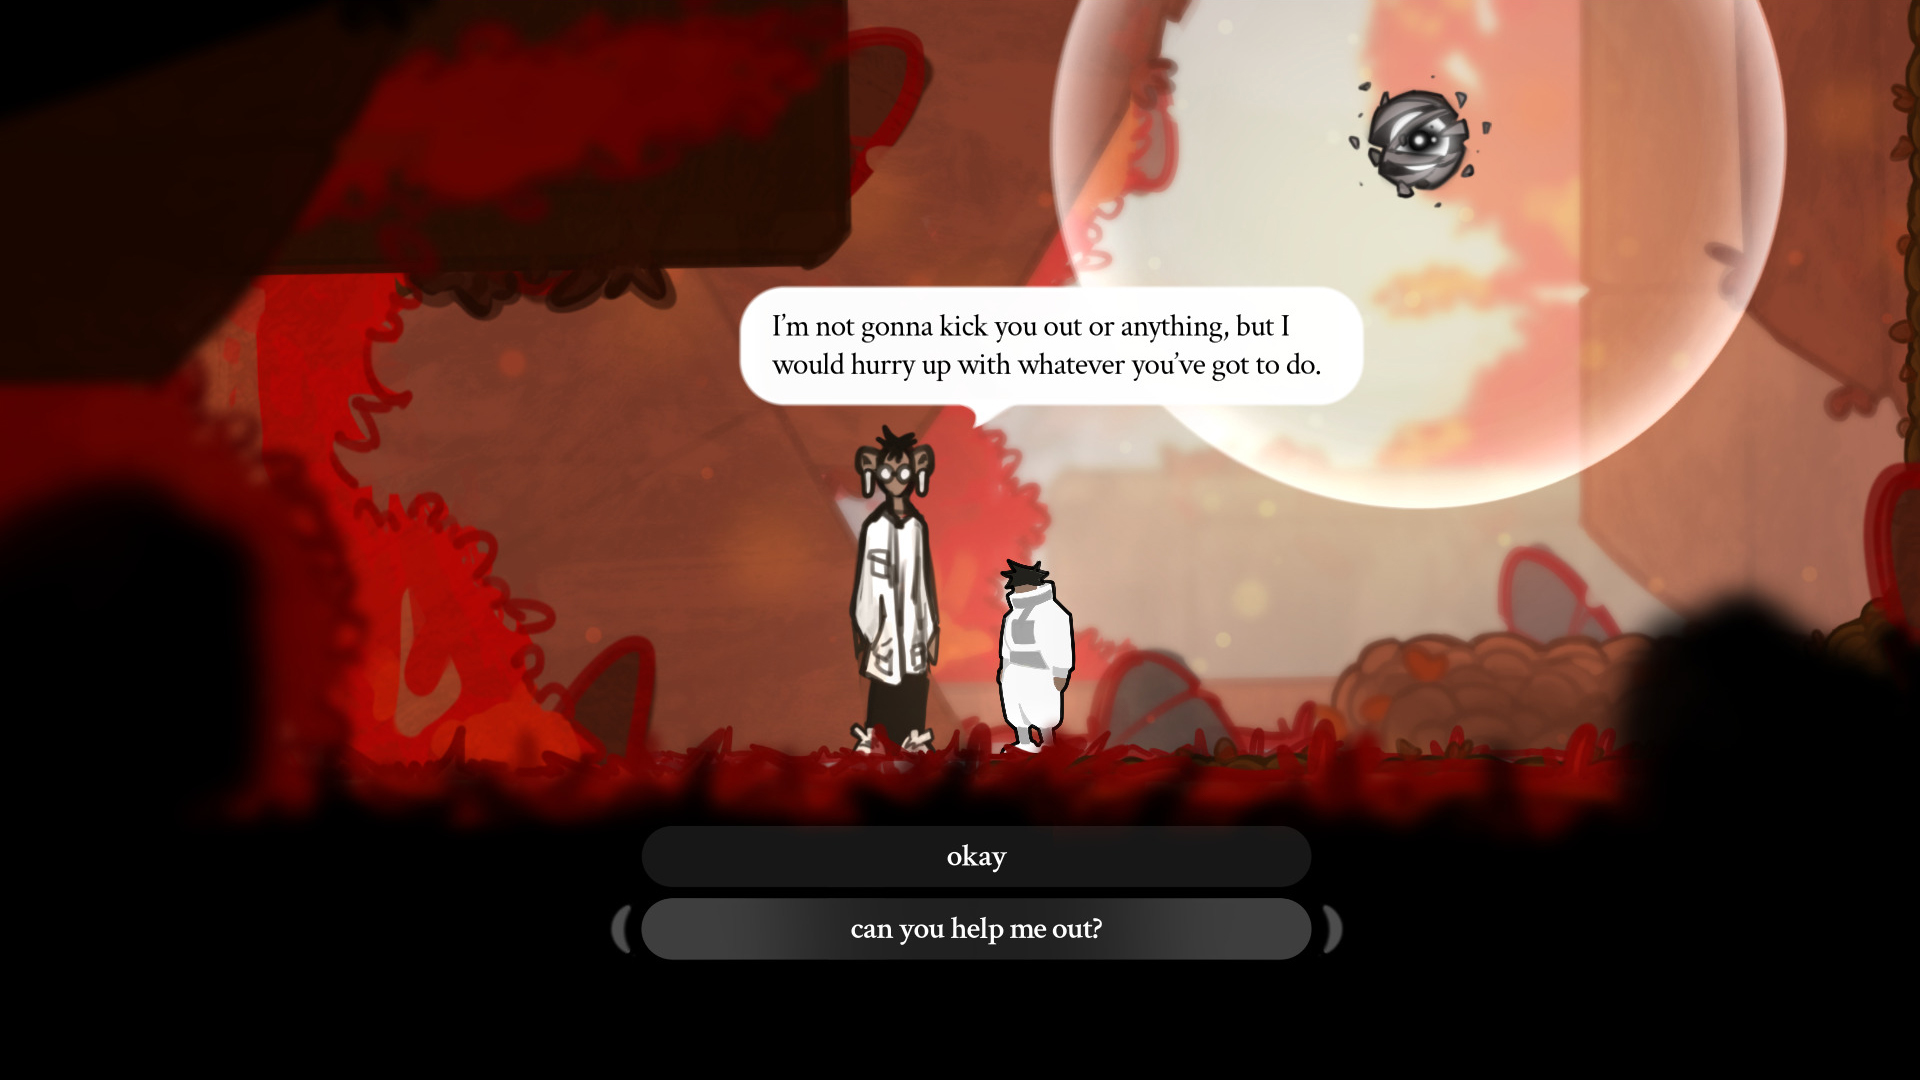 I’m not gonna kick you out or anything, but I
would hurry up with whatever you’ve got to do.
okay
can you help me out?